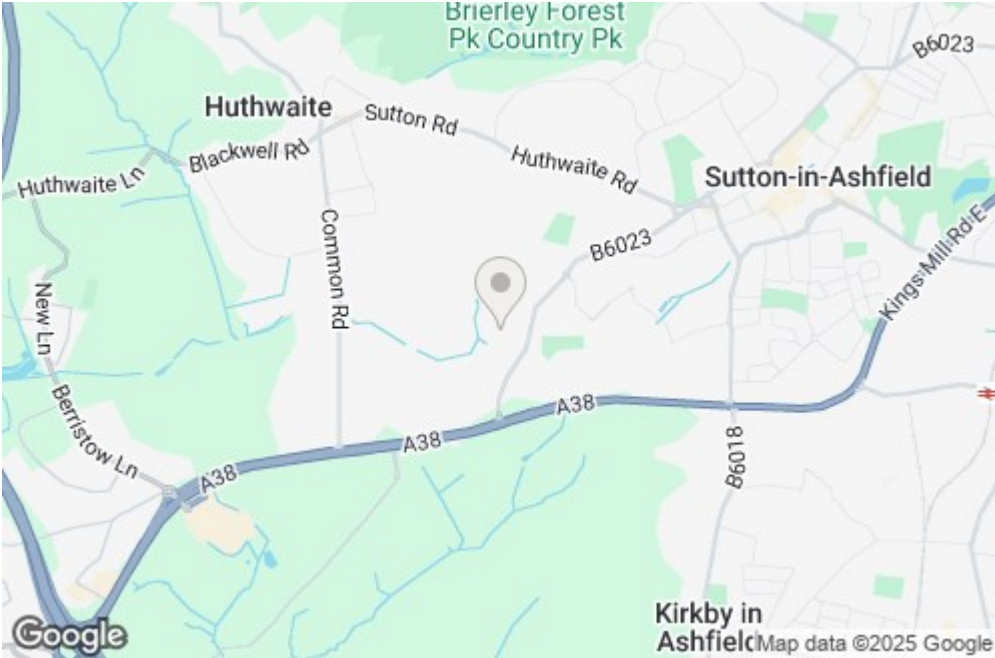 Brierley Forest
Pk Country Pk
B6023
Huthwaite
Sutton Rd
Blackwell Rd
Huthwaite Rd
Huthwaite Ln
Sutton-in-Ashfield
Common Rd
B6023
Kings Mill Rd E
New Ln
Berristow Ln
A38
A38
A38
B6018
Kirkby in
Ashfield
Google
Map data ©2025 Google